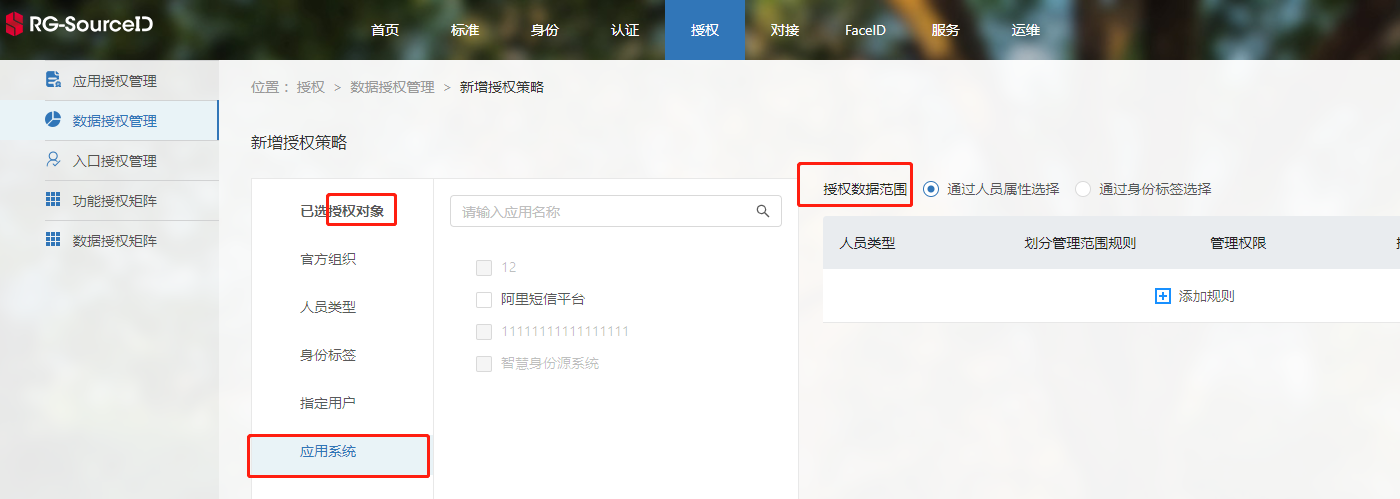 RG-SourceID
首页 标准 身份 认证 授权 对接 FaceID 服务 运维
应用授权管理
数据授权管理
入口授权管理
功能授权矩阵
数据授权矩阵
位置： 授权 > 数据授权管理 > 新增授权策略
新增授权策略
已选授权对象
官方组织
人员类型
身份标签
指定用户
应用系统
请输入应用名称
12
阿里短信平台
11111111111111111
智慧身份源系统
授权数据范围 通过人员属性选择 通过身份标签选择
人员类型 划分管理范围规则 管理权限
添加规则